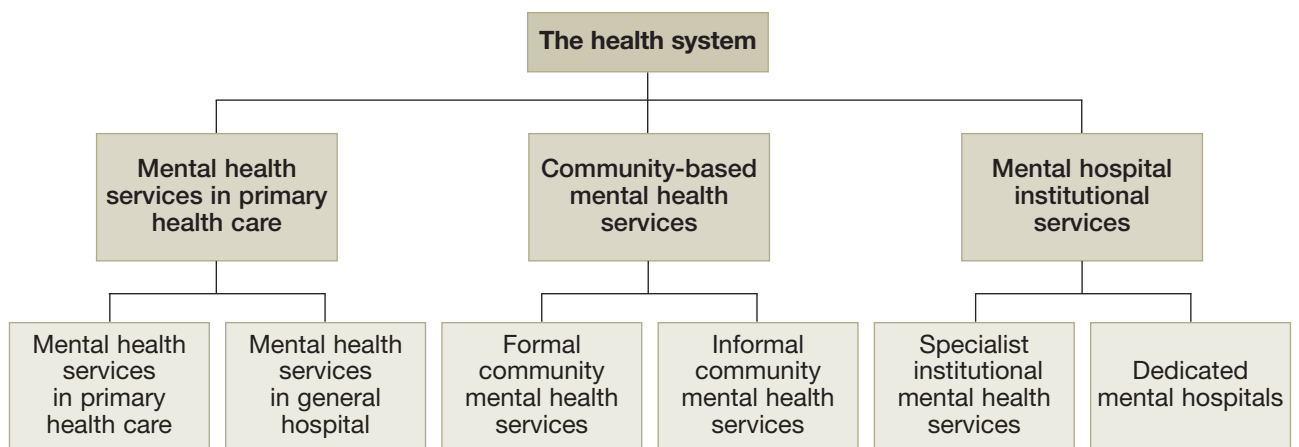 The health system
Mental health
services in primary
health care
Community-based
mental health
services
Mental hospital
institutional
services
Mental health
services
in primary
health care
Mental health
services
in general
hospital
Formal
community
mental health
services
Informal
community
mental health
services
Specialist
institutional
mental health
services
Dedicated
mental hospitals